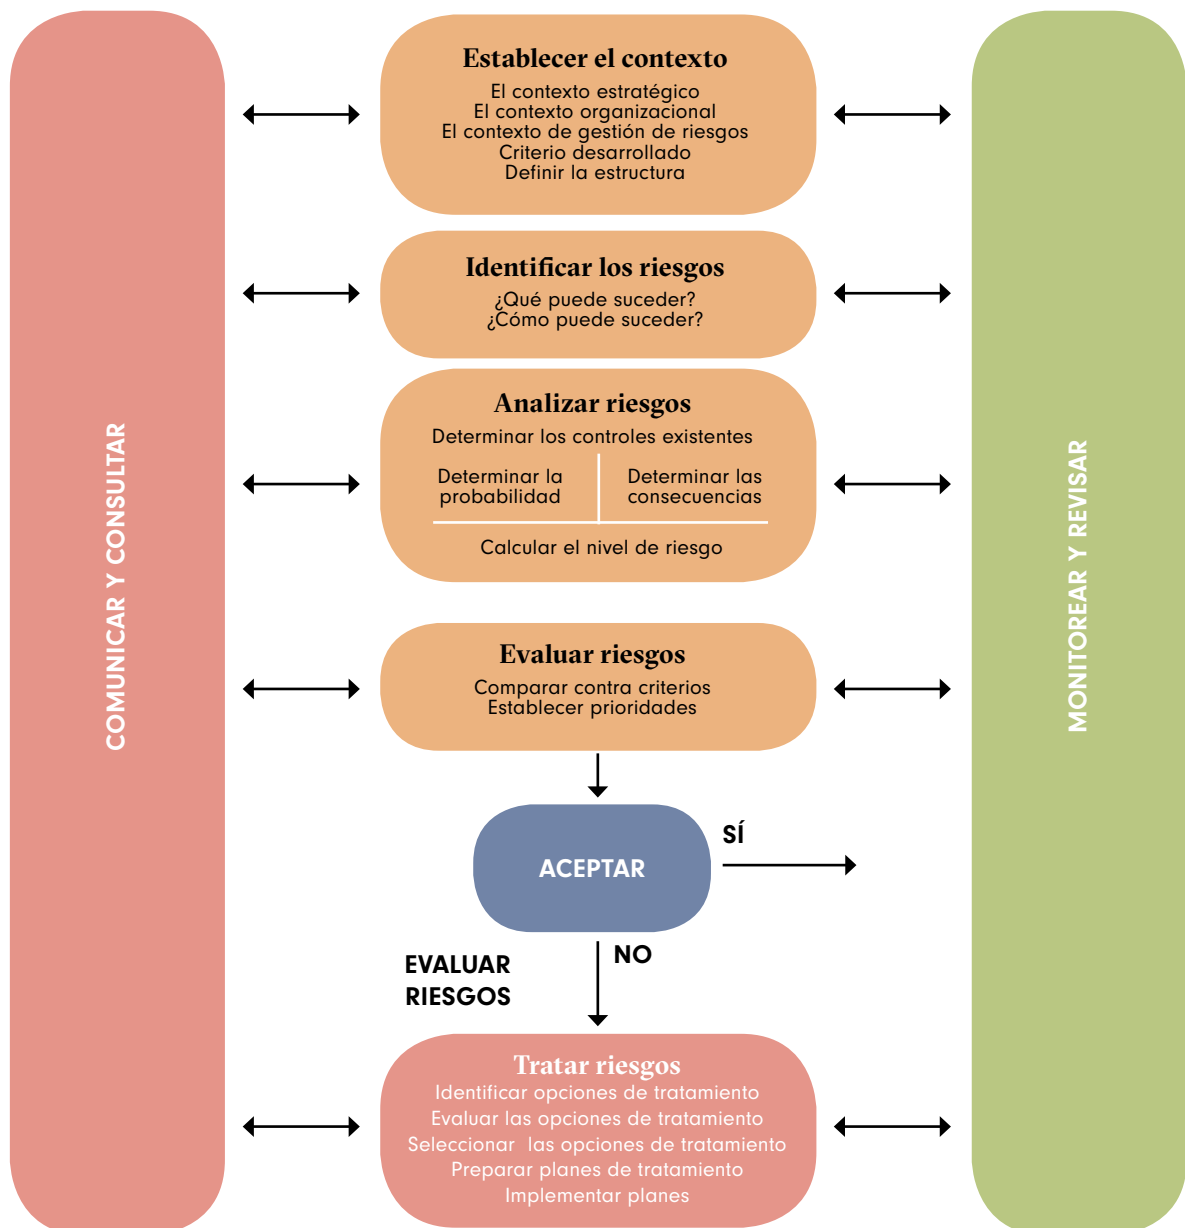 Establecer el contexto
El contexto estratégico
El contexto organizacional
El contexto de gestión de riesgos
Criterio desarrollado
Definir la estructura
Identificar los riesgos
¿Qué puede suceder?
¿Cómo puede suceder?
Analizar riesgos
Determinar los controles existentes
Determinar la
probabilidad
Determinar las
consecuencias
Calcular el nivel de riesgo
COMUNICAR Y CONSULTAR
MONITOREAR Y REVISAR
Evaluar riesgos
Comparar contra criterios
Establecer prioridades
ACEPTAR
SÍ
NO
EVALUAR
RIESGOS
Tratar riesgos
Identificar opciones de tratamiento
Evaluar las opciones de tratamiento
Seleccionar  las opciones de tratamiento
Preparar planes de tratamiento
Implementar planes